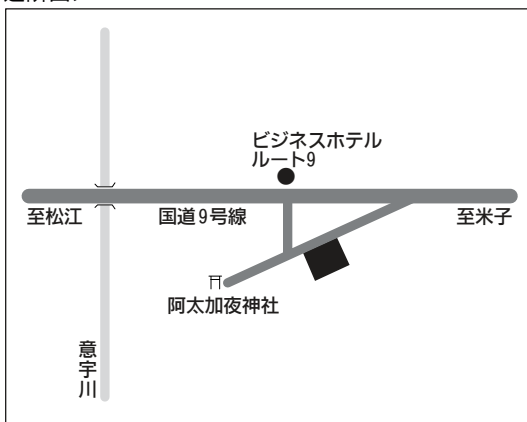 ビジネスホテル
ルート9
至松江
国道9号線
至米子
阿太加夜神社
意宇川